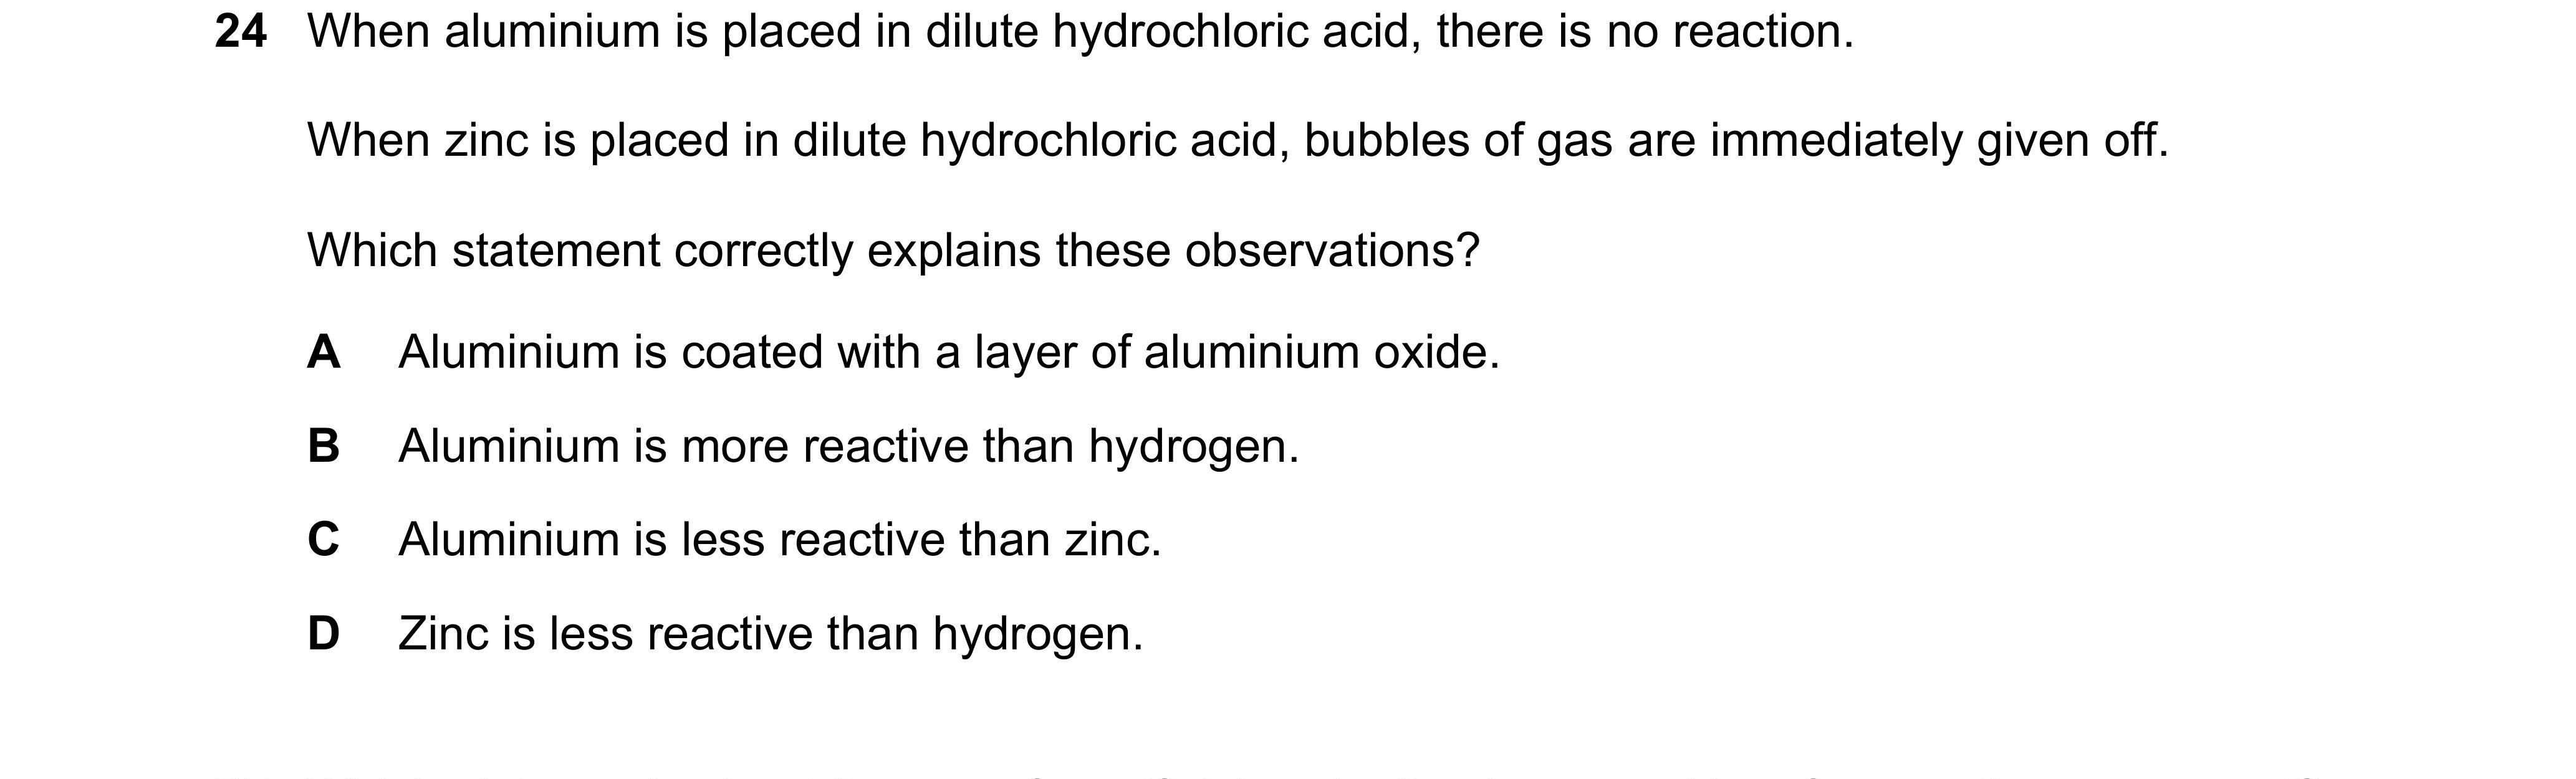 24 When aluminium is placed in dilute hydrochloric acid, there is no reaction.
When zinc is placed in dilute hydrochloric acid, bubbles of gas are immediately given off.
Which statement correctly explains these observations?
A Aluminium is coated with a layer of aluminium oxide.
B Aluminium is more reactive than hydrogen.
C Aluminium is less reactive than zinc.
D Zinc is less reactive than hydrogen.